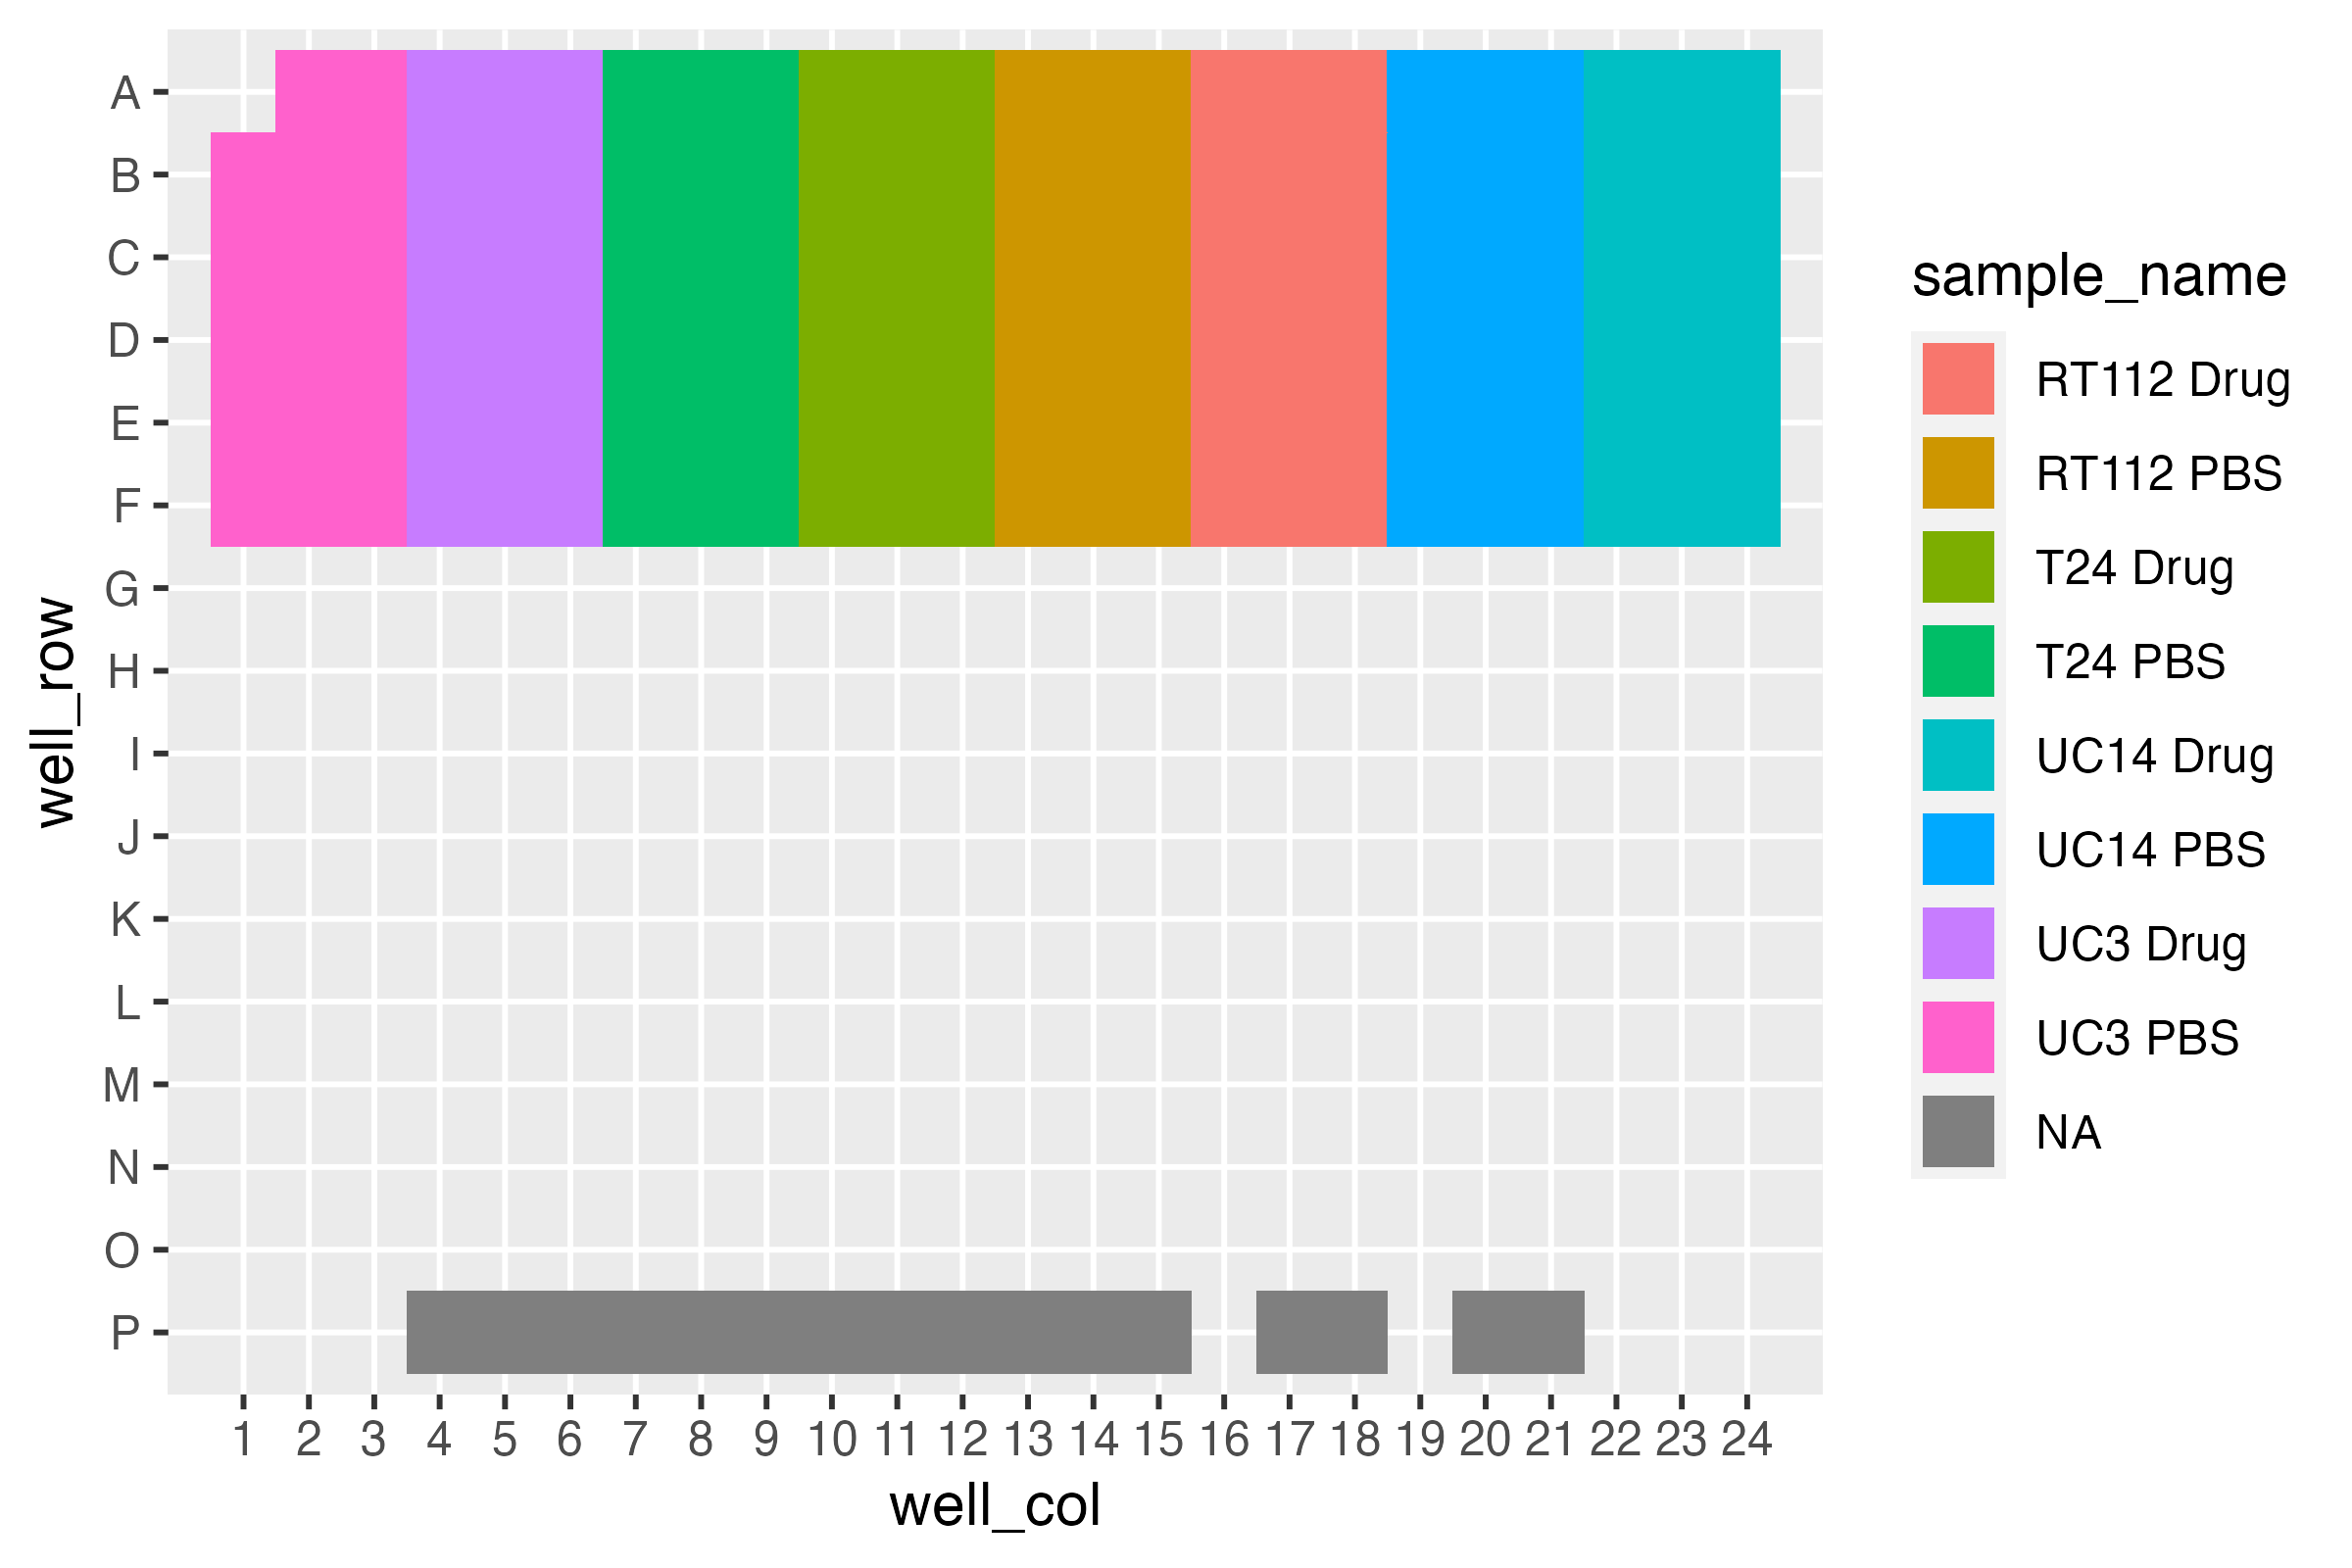 A
B
C
D
E
F
G
H
I
J
K
L
M
N
O
P
well_row
1 2 3 4 5 6 7 8 9 10 11 12 13 14 15 16 17 18 19 20 21 22 23 24
well_col
sample_name
RT112 Drug
RT112 PBS
T24 Drug
T24 PBS
UC14 Drug
UC14 PBS
UC3 Drug
UC3 PBS
NA